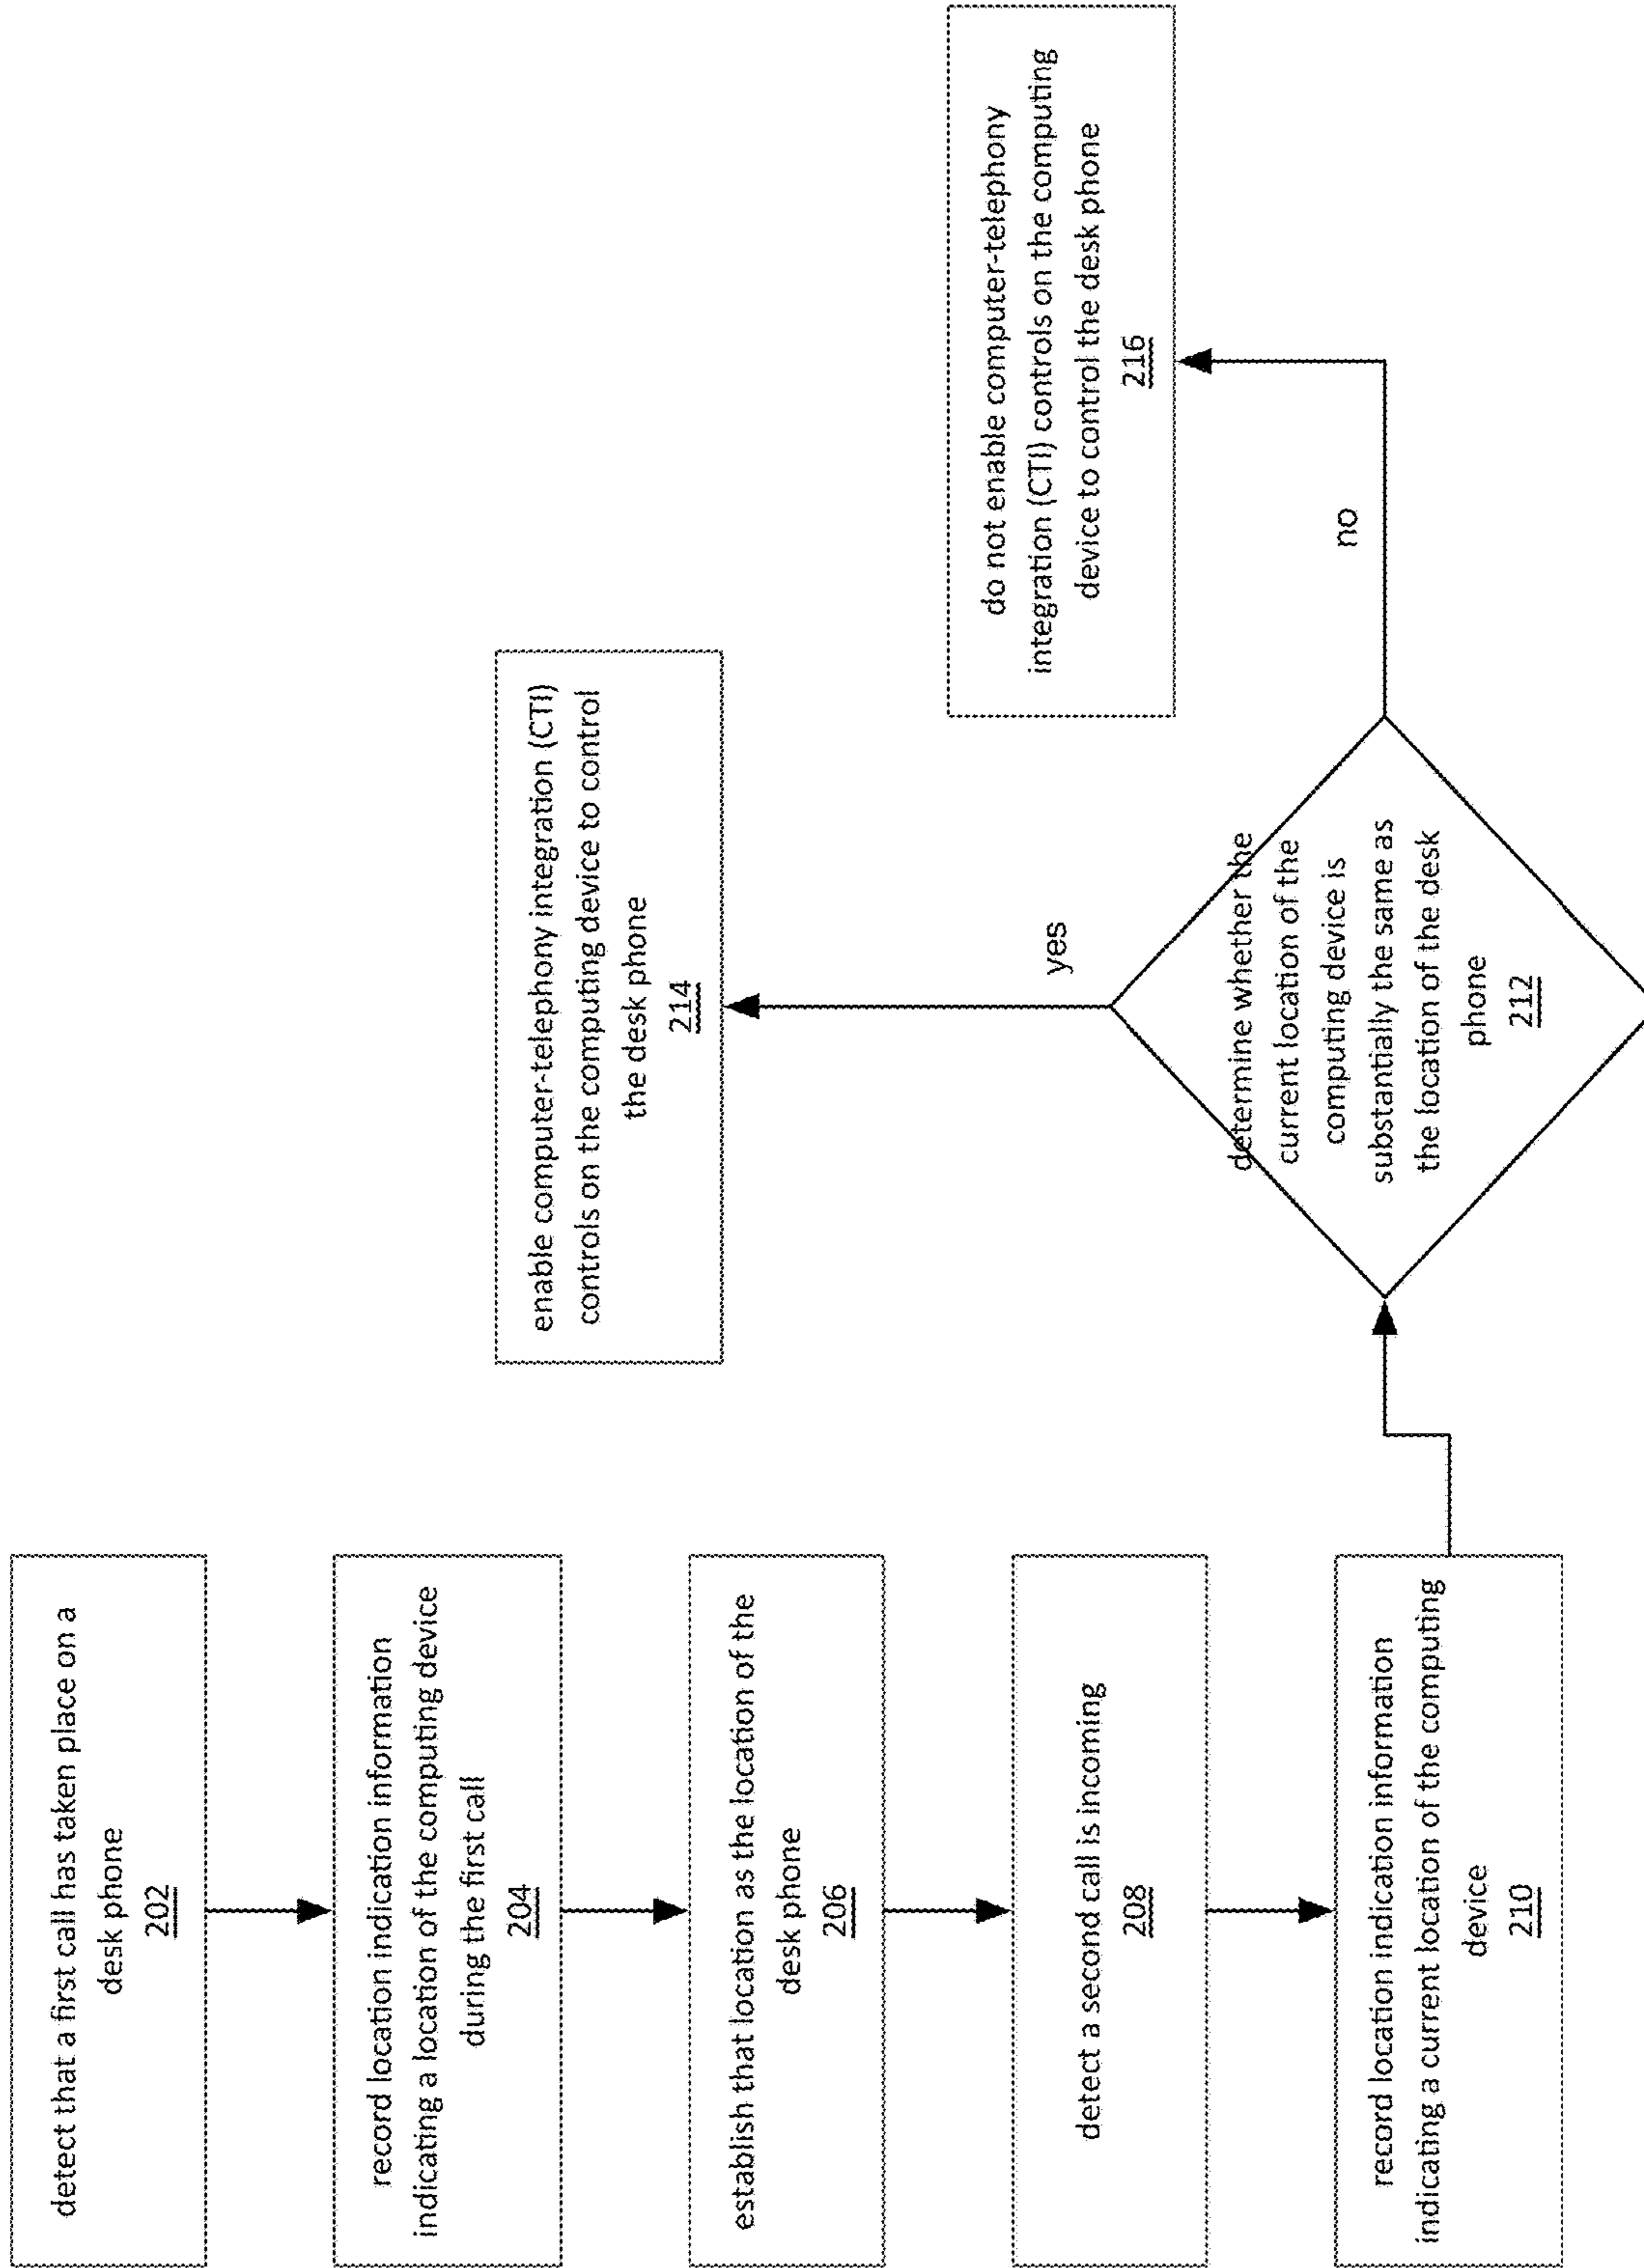 detect that a first call has taken place on a
desk phone
202
record location indication information
indicating a location of the computing device
during the first call
204
establish that location as the location of the
desk phone
206
detect a second call is incoming
208
record location indication information
indicating a current location of the computing
device
210
determine whether the
current location of the
computing device is
substantially the same as
the location of the desk
phone
212
yes
enable computer-telephony integration (CTI)
controls on the computing device to control
the desk phone
214
no
do not enable computer-telephony
integration (CTI) controls on the computing
device to control the desk phone
216